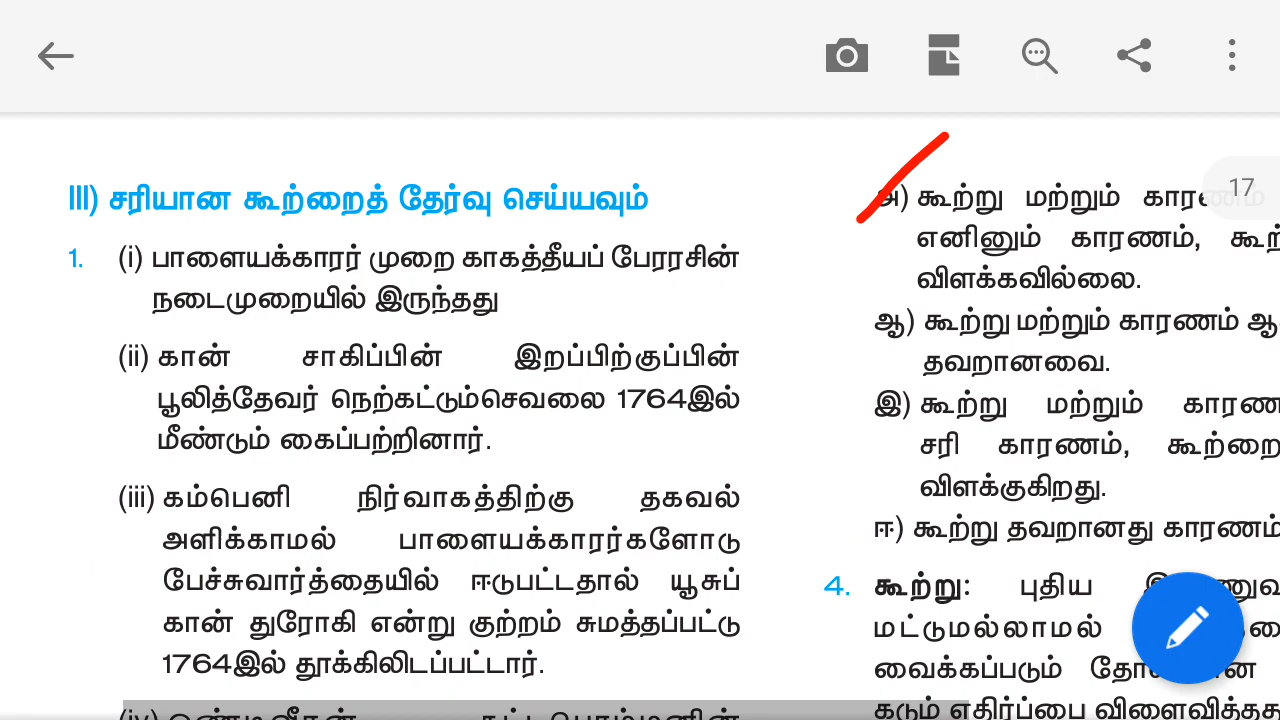 17
III) சரியான கூற்றைத் தேர்வு செய்யவும்
1. (i) பாளையக்காரர் முறை காகத்தீயப் பேரரசின்
நடைமுறையில் இருந்தது
(ii) கான் சாகிப்பின் இறப்பிற்குப்பின்
பூலித்தேவர் நெற்கட்டும்செவலை 1764இல்
மீண்டும் கைப்பற்றினார்.
(iii) கம்பெனி நிர்வாகத்திற்கு தகவல்
அளிக்காமல் பாளையக்காரர்களோடு
பேச்சுவார்த்தையில் ஈடுபட்டதால் யூசுப்
கான் துரோகி என்று குற்றம் சுமத்தப்பட்டு
1764இல் தூக்கிலிடப்பட்டார்.
அ) கூற்று மற்றும் காரணம்
எனினும் காரணம்,
விளக்கவில்லை.
ஆ) கூற்று மற்றும் காரணம்
தவறானவை.
இ) கூற்று மற்றும்
சரி காரணம், கூற்றை
விளக்குகிறது.
ஈ) கூற்று தவறானது காரணம்
4. கூற்று: புதிய
மட்டுமல்லாமல்
வைக்கப்படும்
கடும்